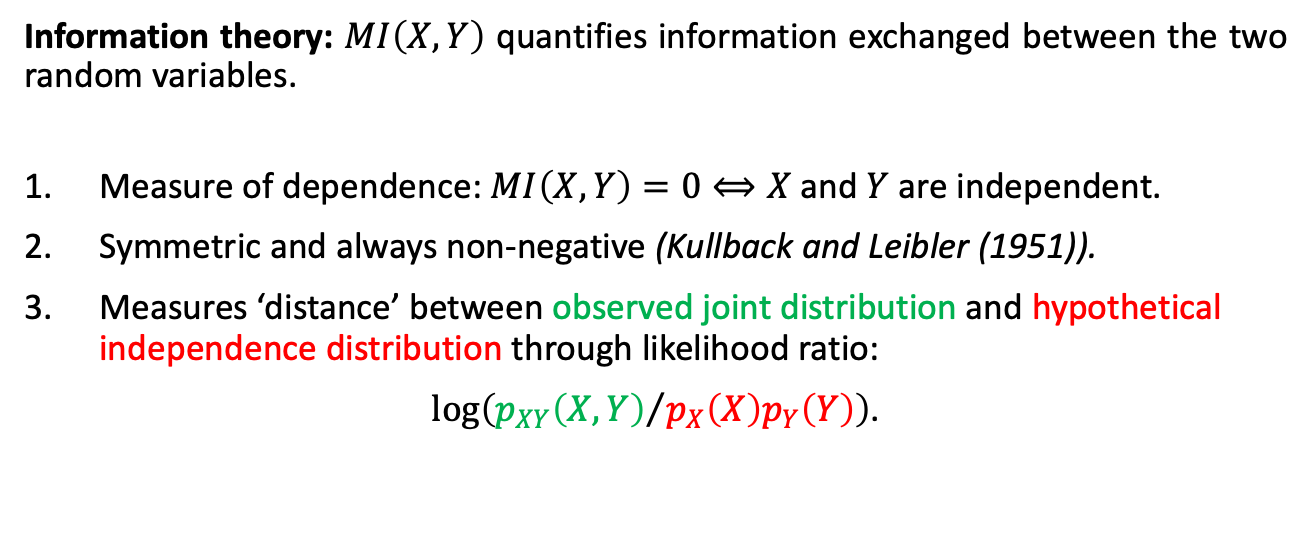 Information theory: MI(X, Y) quantifies information exchanged between the two
random variables.
1. Measure of dependence: MI(X, Y) = 0 ⟺ X and Y are independent.
2. Symmetric and always non-negative (Kullback and Leibler (1951)).
3. Measures ‘distance’ between observed joint distribution and hypothetical
independence distribution through likelihood ratio:
log(p_XY(X, Y)/p_X(X)p_Y(Y)).